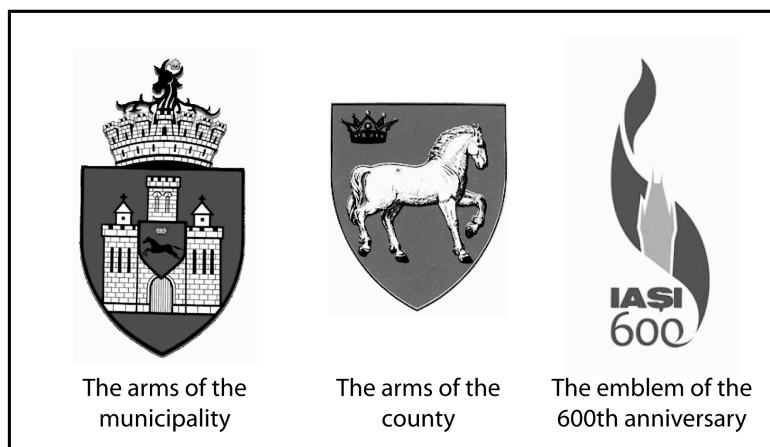 IAȘI
600
The arms of the
municipality
The arms of the
county
The emblem of the
600th anniversary